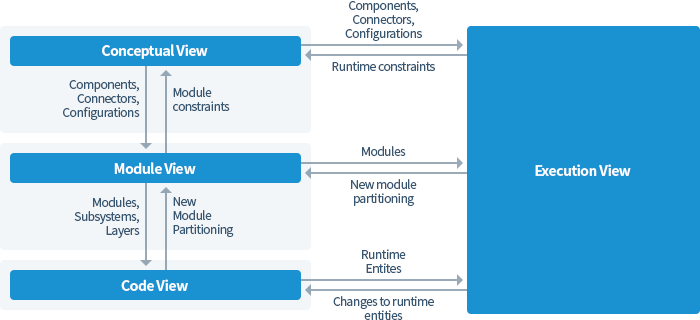 Components,
Connectors,
Configurations
Conceptual View
Runtime constraints
Components,
Connectors,
Configurations
Module
constraints
Modules
Module View
Execution View
New module
partitioning
Modules,
Subsystems,
Layers
New
Module
Partitioning
Runtime
Entites
Code View
Changes to runtime
entities